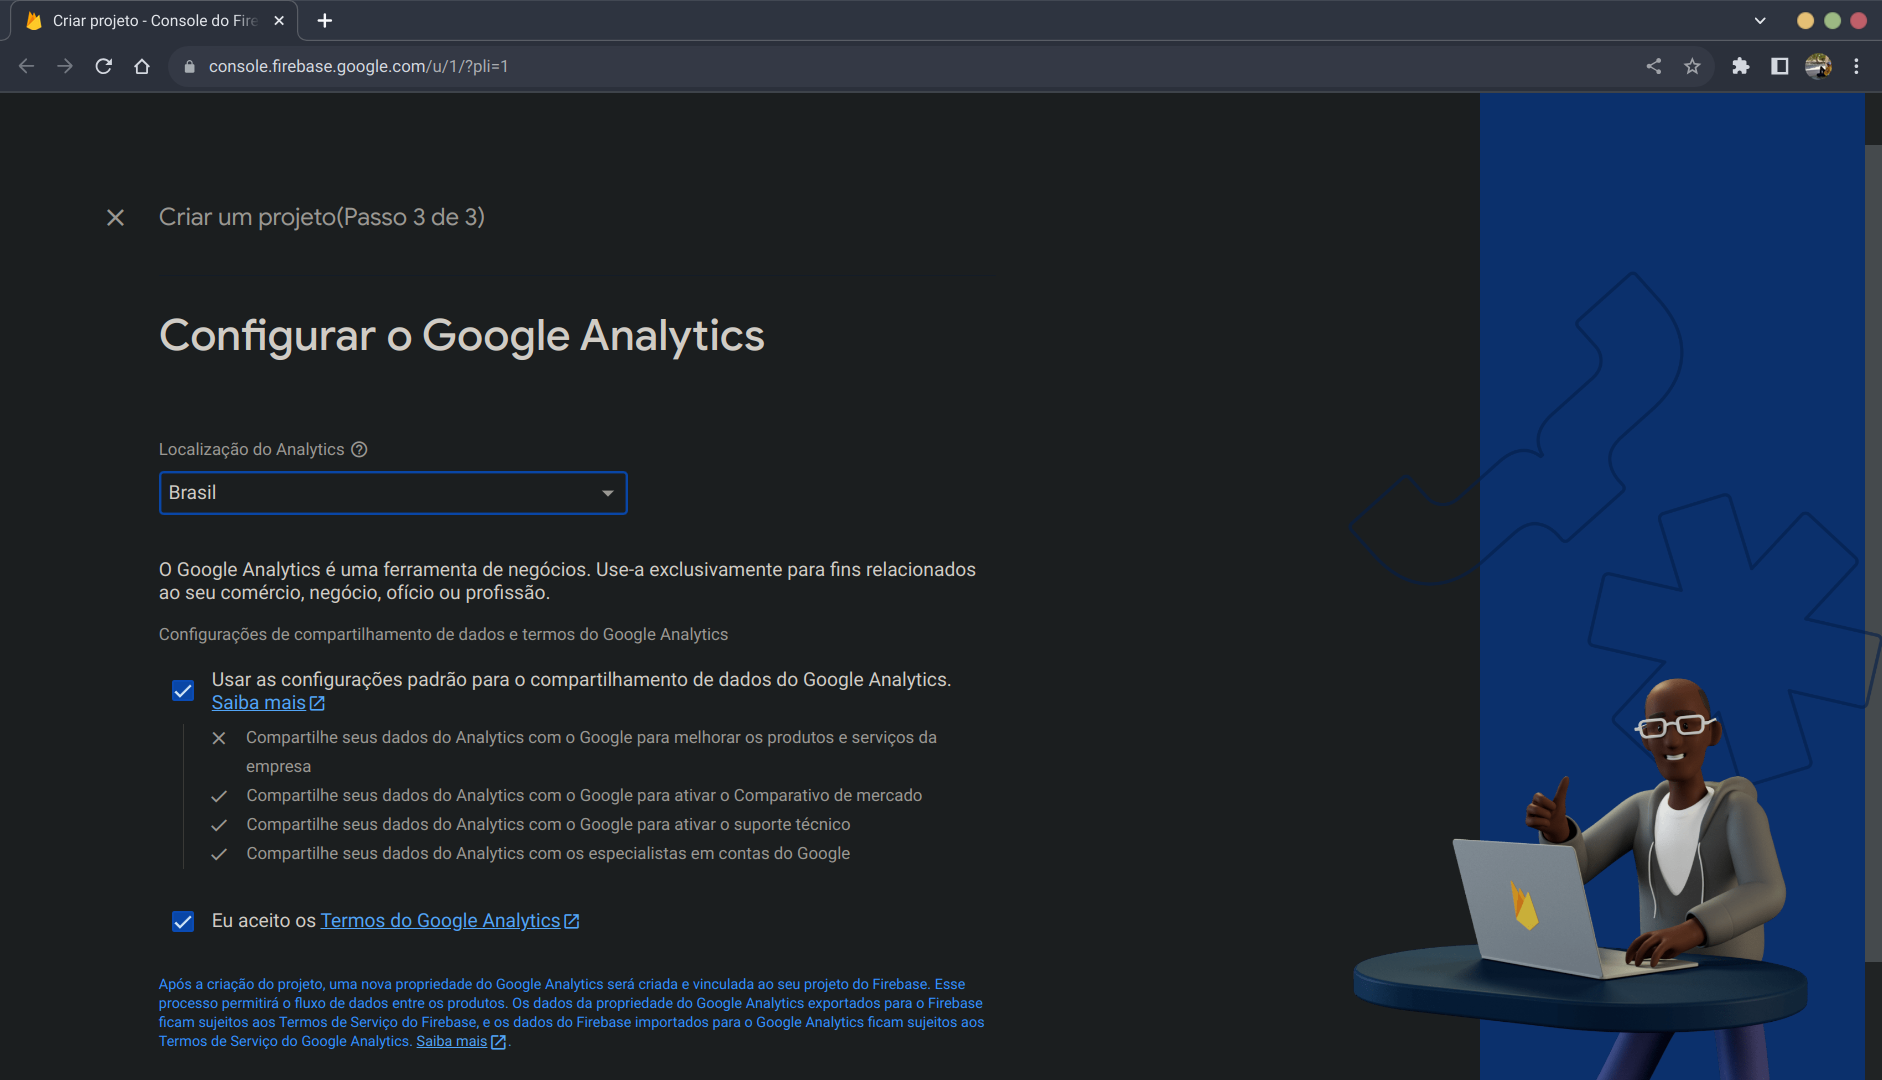 Criar projeto - Console do Fire
console.firebase.google.com/u/1/?pli=1
Criar um projeto(Passo 3 de 3)
Configurar o Google Analytics
Localização do Analytics
Brasil
O Google Analytics é uma ferramenta de negócios. Use-a exclusivamente para fins relacionados
ao seu comércio, negócio, ofício ou profissão.
Configurações de compartilhamento de dados e termos do Google Analytics
Usar as configurações padrão para o compartilhamento de dados do Google Analytics.
Saiba mais
Compartilhe seus dados do Analytics com o Google para melhorar os produtos e serviços da
empresa
Compartilhe seus dados do Analytics com o Google para ativar o Comparativo de mercado
Compartilhe seus dados do Analytics com o Google para ativar o suporte técnico
Compartilhe seus dados do Analytics com os especialistas em contas do Google
Eu aceito os Termos do Google Analytics
Após a criação do projeto, uma nova propriedade do Google Analytics será criada e vinculada ao seu projeto do Firebase. Esse
processo permitirá o fluxo de dados entre os produtos. Os dados da propriedade do Google Analytics exportados para o Firebase
ficam sujeitos aos Termos de Serviço do Firebase, e os dados do Firebase importados para o Google Analytics ficam sujeitos aos
Termos de Serviço do Google Analytics. Saiba mais.